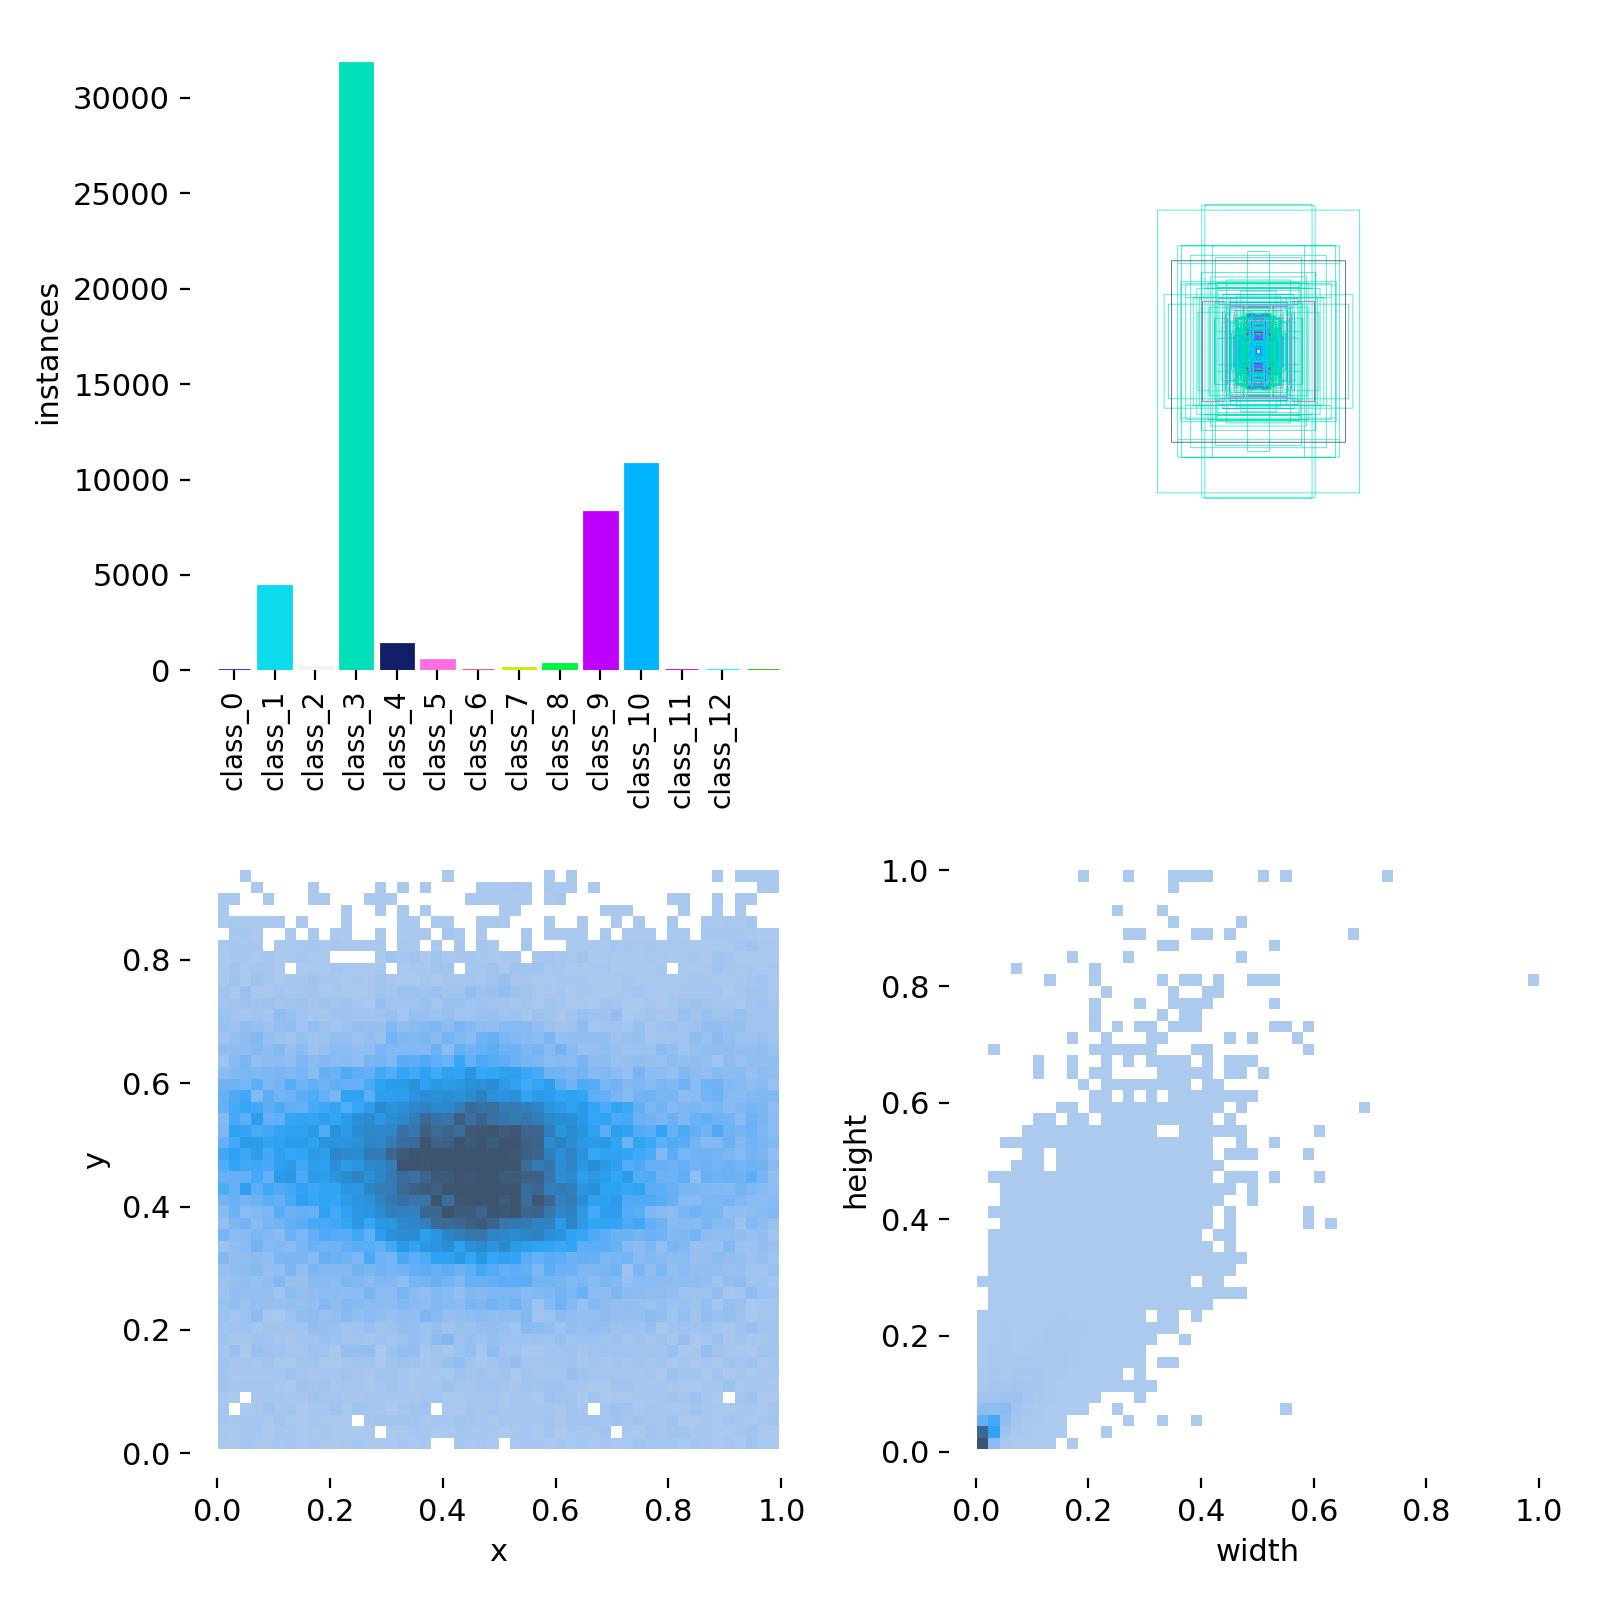 30000
25000
20000
15000
10000
5000
0
instances
class_0
class_1
class_2
class_3
class_4
class_5
class_6
class_7
class_8
class_9
class_10
class_11
class_12
0.8
0.6
0.4
0.2
0.0
y
0.0 0.2 0.4 0.6 0.8 1.0
x
1.0
0.8
0.6
0.4
0.2
0.0
height
0.0 0.2 0.4 0.6 0.8 1.0
width